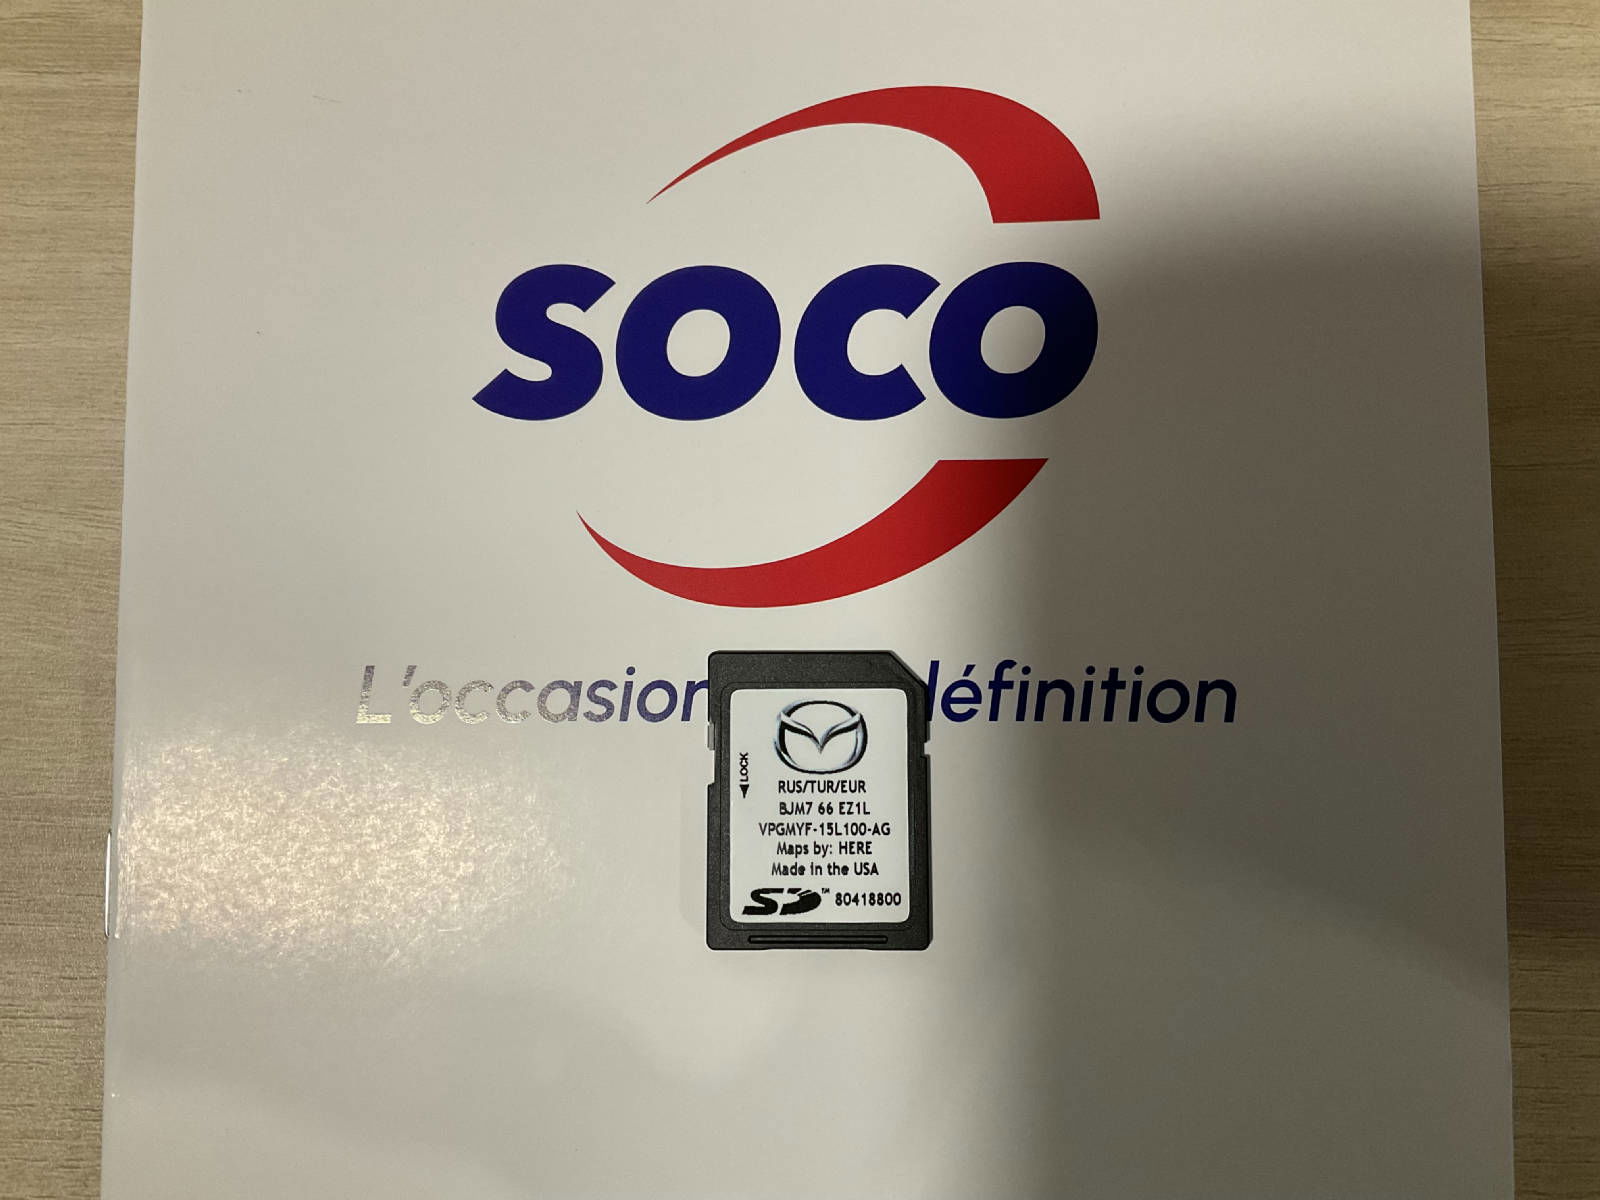 SOCO
L'occasion définition
LOCK
RUS/TUR/EUR
BJM7 66 EZ1L
VPGMYF-15L100-AG
Maps by: HERE
Made in the USA
SD™ 80418800